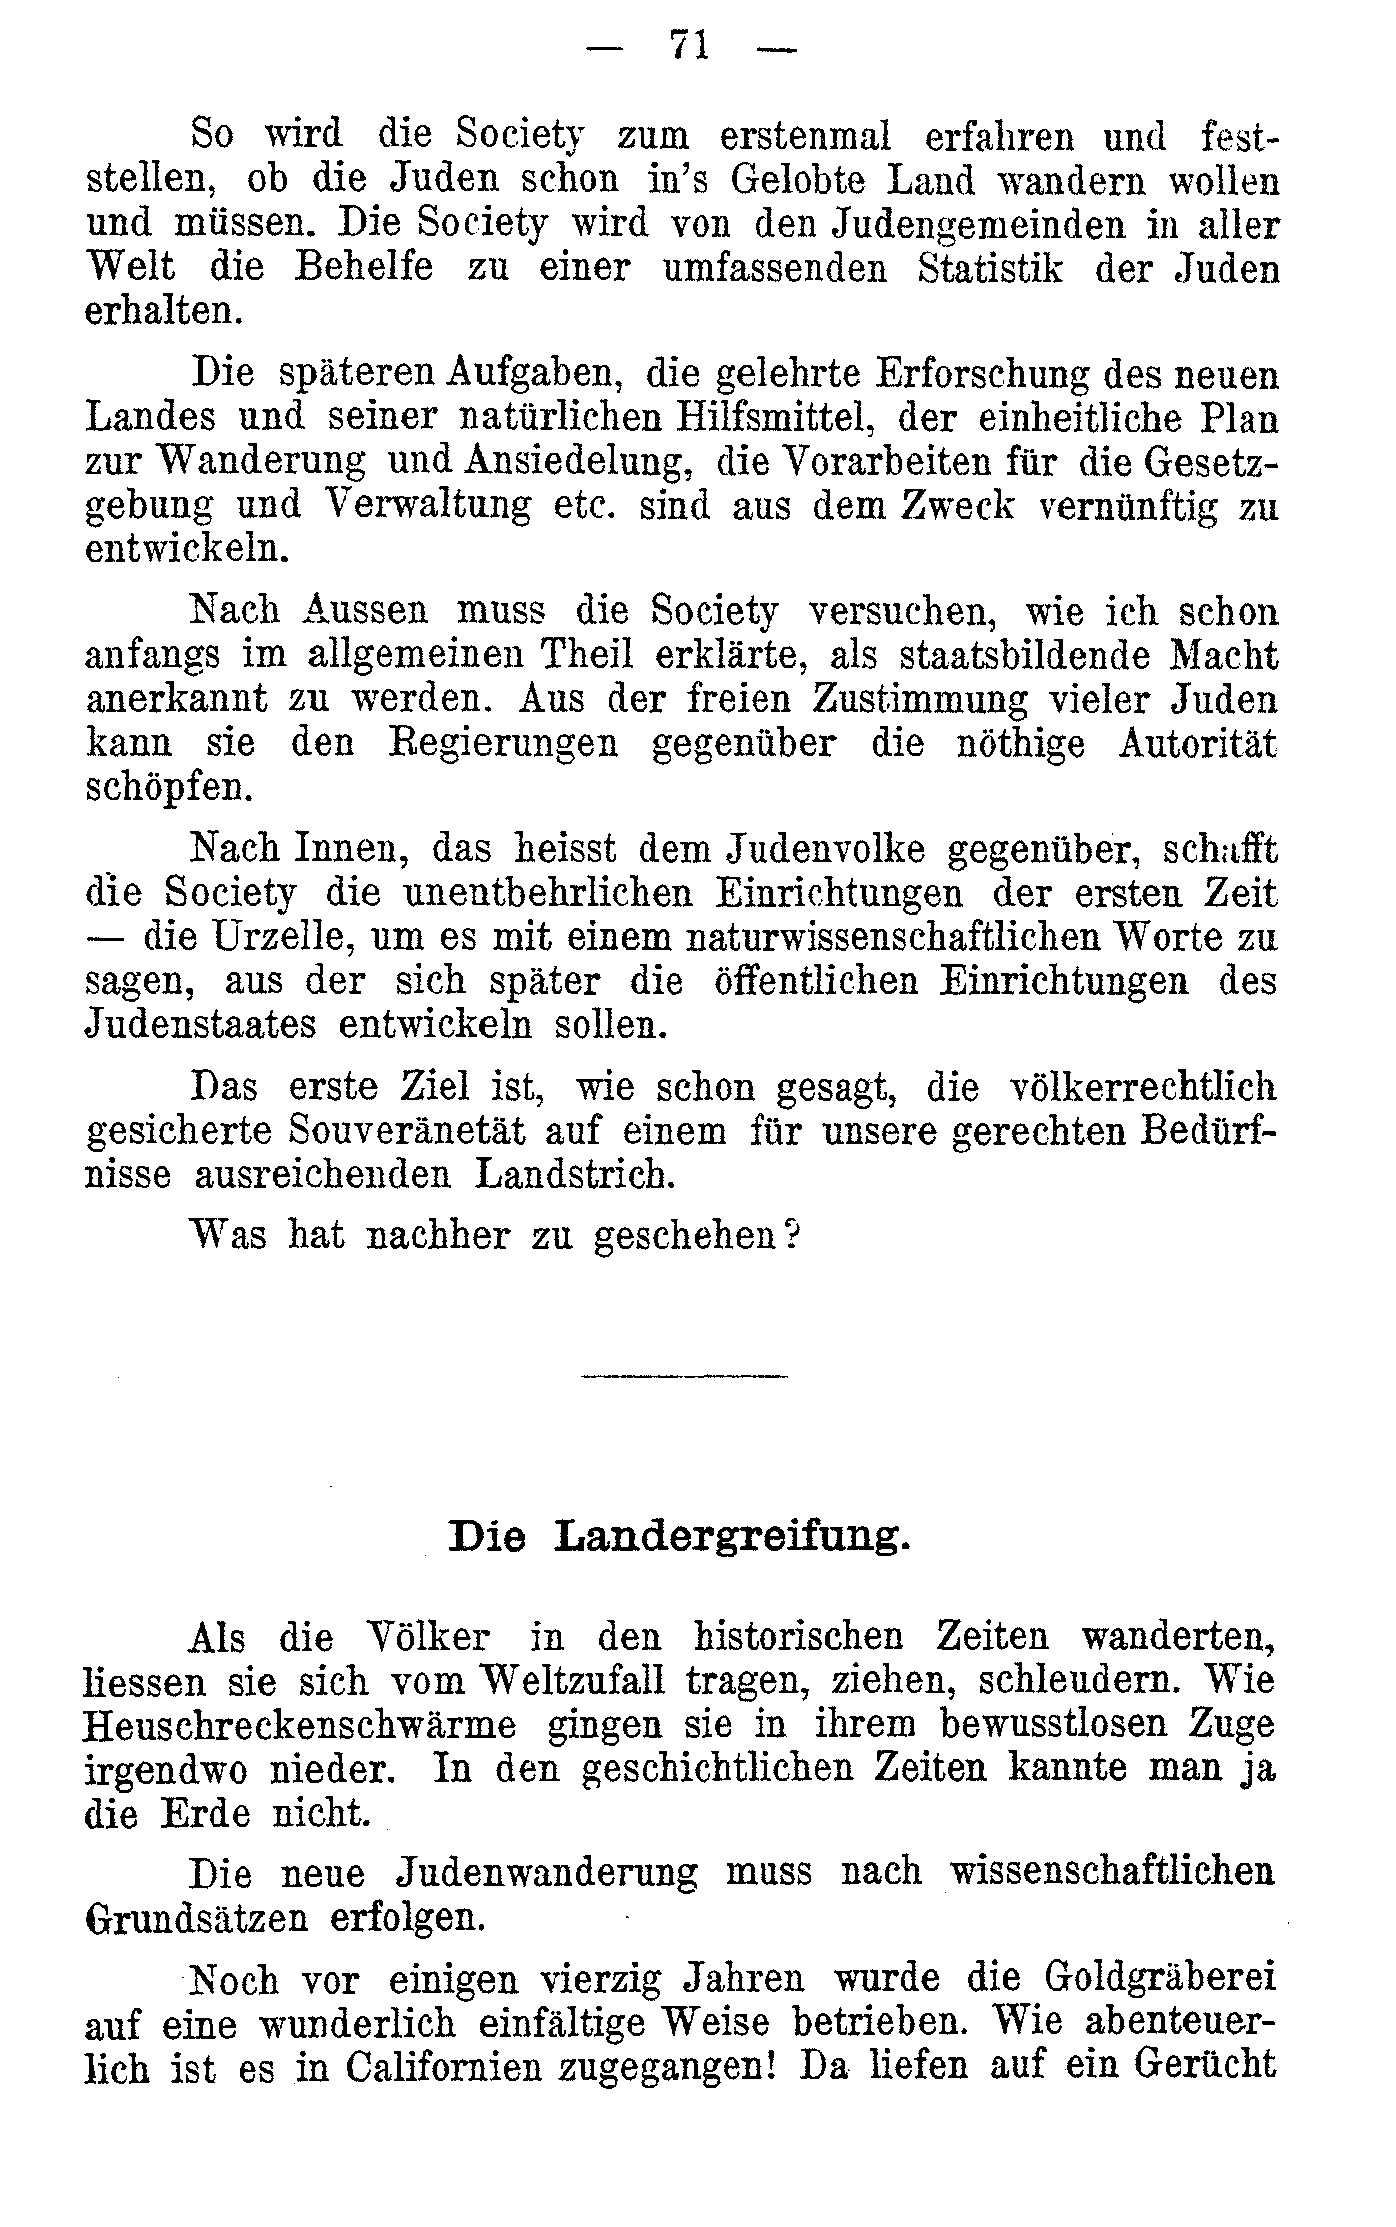 — 71 —
So wird die Society zum erstenmal erfahren und fest-
stellen, ob die Juden schon in's Gelobte Land wandern wollen
und müssen. Die Society wird von den Judengemeinden in aller
Welt die Behelfe zu einer umfassenden Statistik der Juden
erhalten.
Die späteren Aufgaben, die gelehrte Erforschung des neuen
Landes und seiner natürlichen Hilfsmittel, der einheitliche Plan
zur Wanderung und Ansiedelung, die Vorarbeiten für die Gesetz-
gebung und Verwaltung etc. sind aus dem Zweck vernünftig zu
entwickeln.
Nach Aussen muss die Society versuchen, wie ich schon
anfangs im allgemeinen Theil erklärte, als staatsbildende Macht
anerkannt zu werden. Aus der freien Zustimmung vieler Juden
kann sie den Regierungen gegenüber die nöthige Autorität
schöpfen.
Nach Innen, das heisst dem Judenvolke gegenüber, schafft
die Society die unentbehrlichen Einrichtungen der ersten Zeit
— die Urzelle, um es mit einem naturwissenschaftlichen Worte zu
sagen, aus der sich später die öffentlichen Einrichtungen des
Judenstaates entwickeln sollen.
Das erste Ziel ist, wie schon gesagt, die völkerrechtlich
gesicherte Souveränetät auf einem für unsere gerechten Bedürf-
nisse ausreichenden Landstrich.
Was hat nachher zu geschehen?
Die Landergreifung.
Als die Völker in den historischen Zeiten wanderten,
liessen sie sich vom Weltzufall tragen, ziehen, schleudern. Wie
Heuschreckenschwärme gingen sie in ihrem bewusstlosen Zuge
irgendwo nieder. In den geschichtlichen Zeiten kannte man ja
die Erde nicht.
Die neue Judenwanderung muss nach wissenschaftlichen
Grundsätzen erfolgen.
Noch vor einigen vierzig Jahren wurde die Goldgräberei
auf eine wunderlich einfältige Weise betrieben. Wie abenteuer-
lich ist es in Californien zugegangen! Da liefen auf ein Gerücht